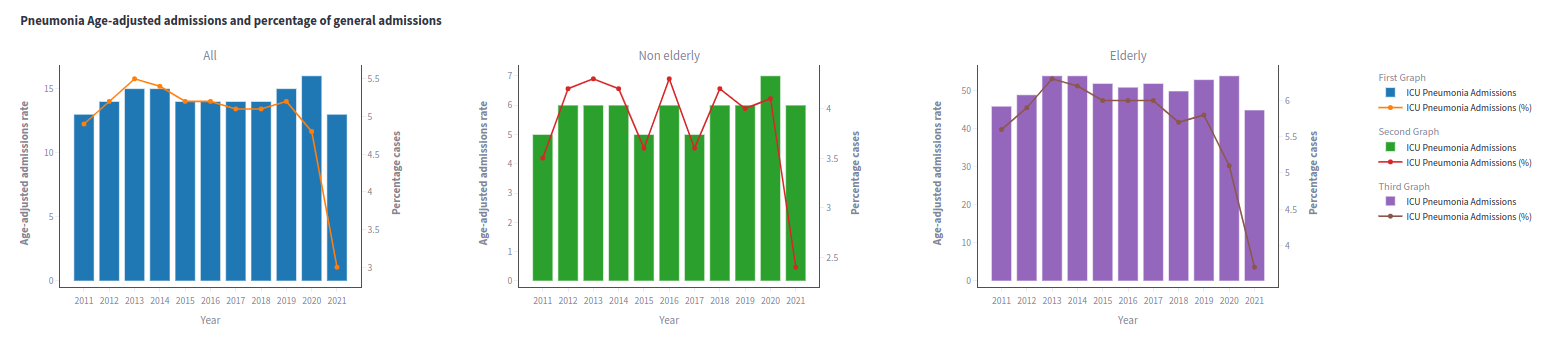 Pneumonia Age-adjusted admissions and percentage of general admissions
All
Age-adjusted admissions rate
15
10
5
0
5.5
5
4.5
4
3.5
3
Percentage cases
2011 2012 2013 2014 2015 2016 2017 2018 2019 2020 2021
Year
Non elderly
Age-adjusted admissions rate
7
6
5
4
3
2
1
0
4
3.5
3
2.5
Percentage cases
2011 2012 2013 2014 2015 2016 2017 2018 2019 2020 2021
Year
Elderly
Age-adjusted admissions rate
50
40
30
20
10
0
6
5.5
5
4.5
4
Percentage cases
2011 2012 2013 2014 2015 2016 2017 2018 2019 2020 2021
Year
First Graph
ICU Pneumonia Admissions
ICU Pneumonia Admissions (%)
Second Graph
ICU Pneumonia Admissions
ICU Pneumonia Admissions (%)
Third Graph
ICU Pneumonia Admissions
ICU Pneumonia Admissions (%)